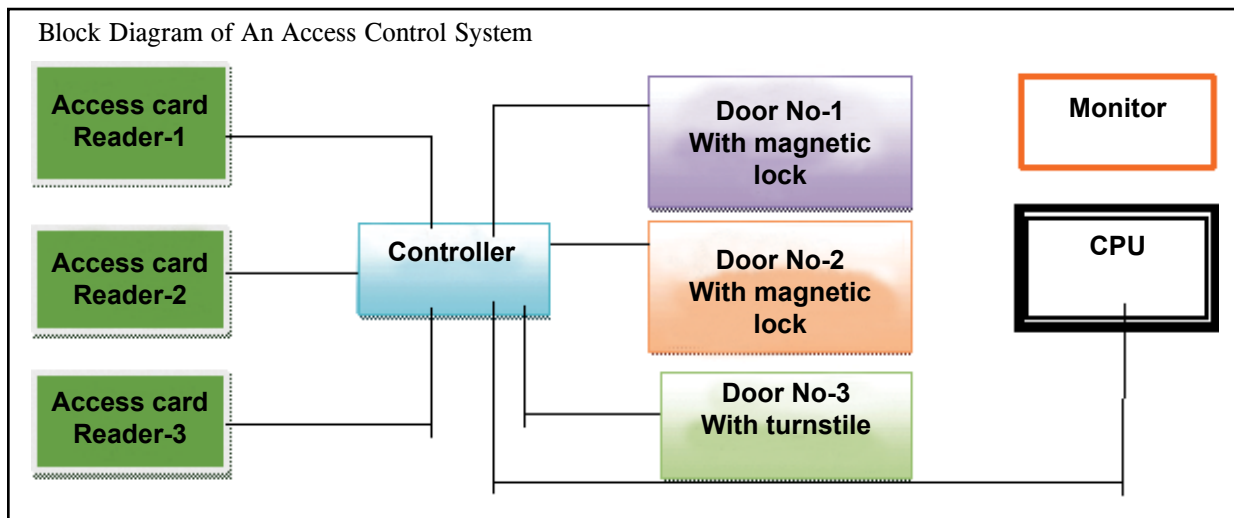 Block Diagram of An Access Control System
Access card
Reader-1
Access card
Reader-2
Access card
Reader-3
Controller
Door No-1
With magnetic
lock
Door No-2
With magnetic
lock
Door No-3
With turnstile
Monitor
CPU